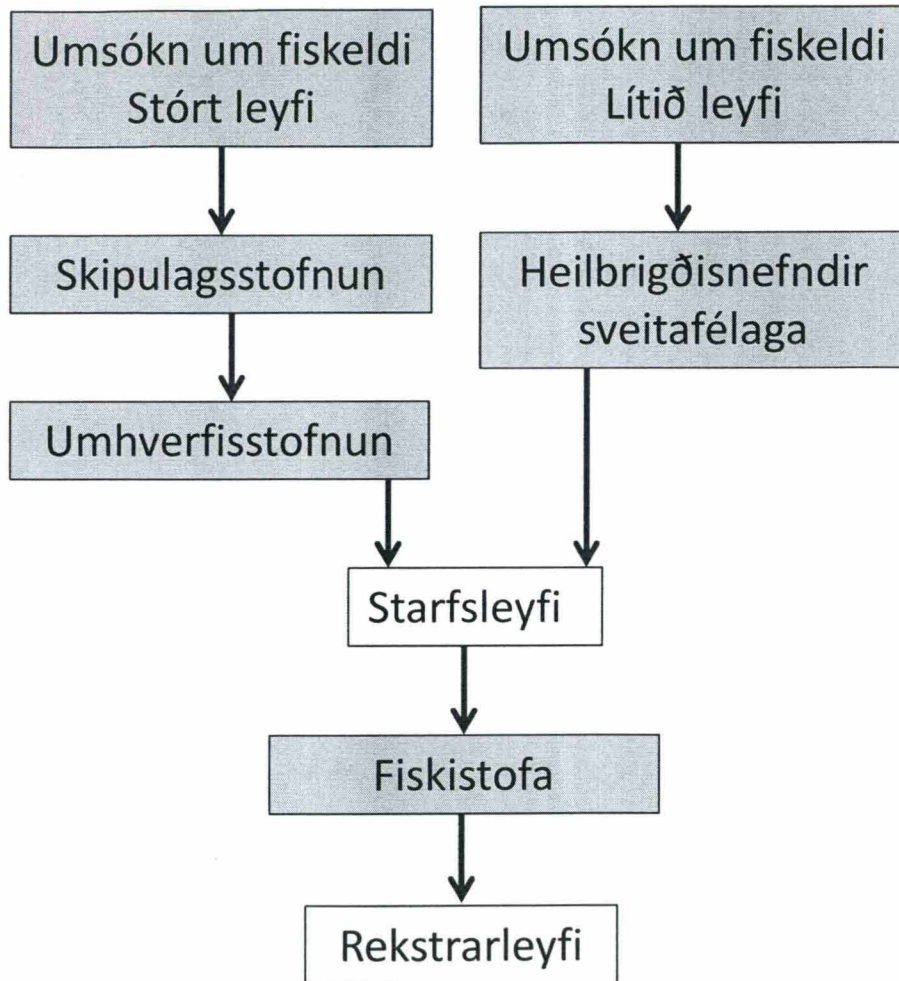 Umsókn um fiskeldi
Stórt leyfi
Umsókn um fiskeldi
Lítið leyfi
Skipulagsstofnun
Heilbrigðisnefndir
sveitafélaga
Umhverfisstofnun
Starfsleyfi
Fiskistofa
Rekstrarleyfi